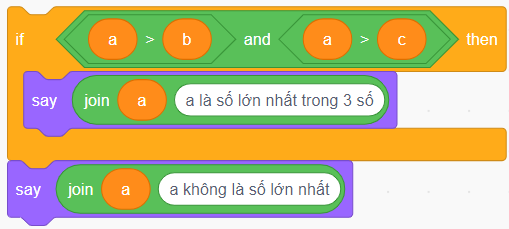 if a > b and a > c then
say join a a là số lớn nhất trong 3 số
say join a a không là số lớn nhất